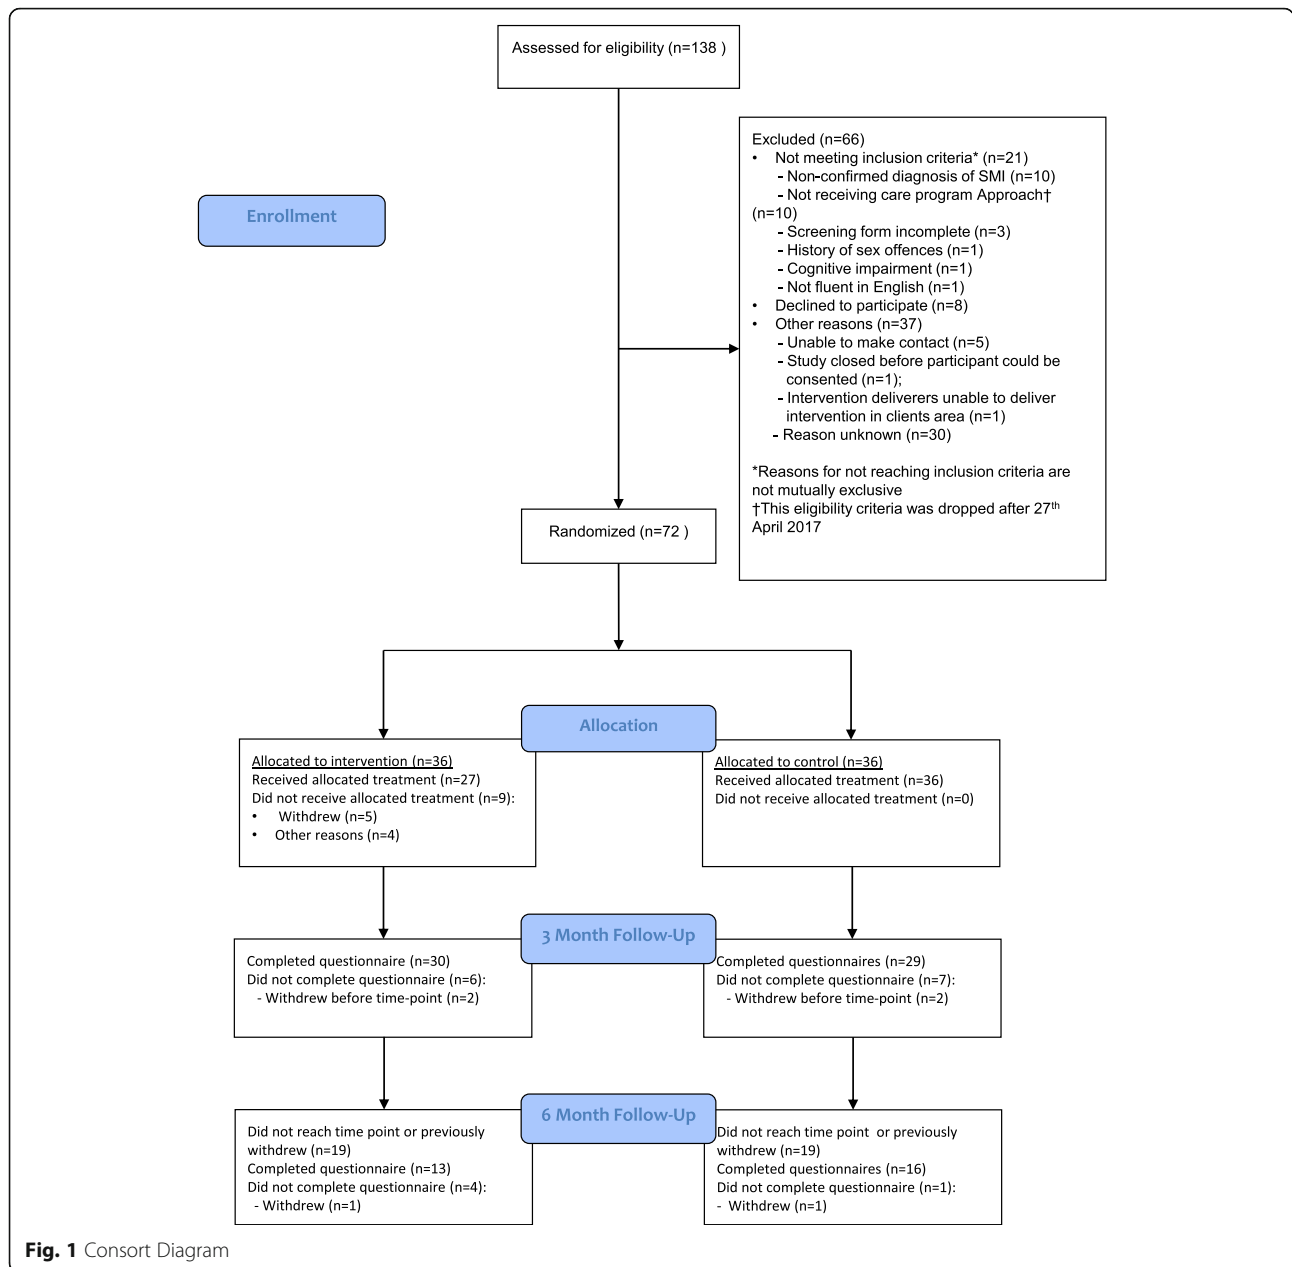 Assessed for eligibility (n=138 )
Excluded (n=66)
• Not meeting inclusion criteria* (n=21)
- Non-confirmed diagnosis of SMI (n=10)
- Not receiving care program Approach†
(n=10)
- Screening form incomplete (n=3)
- History of sex offences (n=1)
- Cognitive impairment (n=1)
- Not fluent in English (n=1)
• Declined to participate (n=8)
• Other reasons (n=37)
- Unable to make contact (n=5)
- Study closed before participant could be
consented (n=1);
- Intervention deliverers unable to deliver
intervention in clients area (n=1)
- Reason unknown (n=30)
*Reasons for not reaching inclusion criteria are
not mutually exclusive
†This eligibility criteria was dropped after 27th
April 2017
Enrollment
Randomized (n=72 )
Allocation
Allocated to intervention (n=36)
Received allocated treatment (n=27)
Did not receive allocated treatment (n=9):
• Withdrew (n=5)
• Other reasons (n=4)
Allocated to control (n=36)
Received allocated treatment (n=36)
Did not receive allocated treatment (n=0)
3 Month Follow-Up
Completed questionnaire (n=30)
Did not complete questionnaire (n=6):
- Withdrew before time-point (n=2)
Completed questionnaires (n=29)
Did not complete questionnaire (n=7):
- Withdrew before time-point (n=2)
6 Month Follow-Up
Did not reach time point or previously
withdrew (n=19)
Completed questionnaire (n=13)
Did not complete questionnaire (n=4):
- Withdrew (n=1)
Did not reach time point or previously
withdrew (n=19)
Completed questionnaires (n=16)
Did not complete questionnaire (n=1):
- Withdrew (n=1)
Fig. 1 Consort Diagram